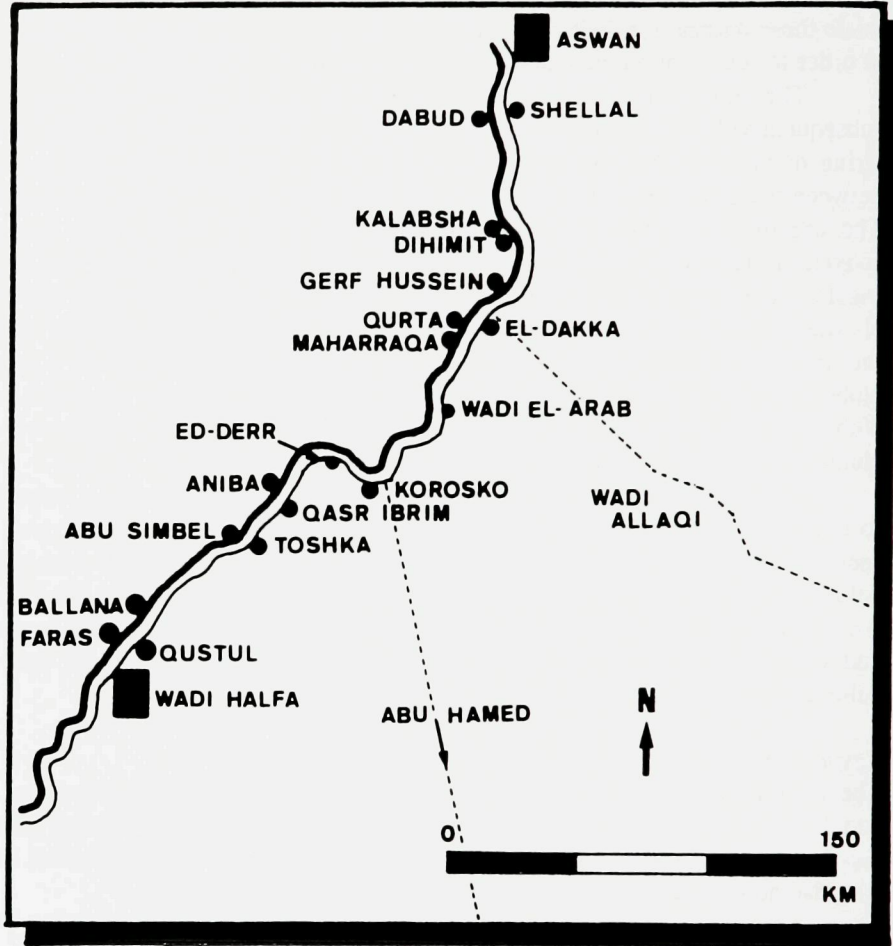 ASWAN
SHELLAL
DABUD
KALABSHA
DIHIMIT
GERF HUSSEIN
QURTA
EL-DAKKA
MAHARRAQA
WADI EL-ARAB
ED-DERR
ANIBA
KOROSKO
WADI
ALLAQI
QASR IBRIM
ABU SIMBEL
TOSHKA
BALLANA
FARAS
QUSTUL
WADI HALFA
ABU HAMED
N
0 150
KM